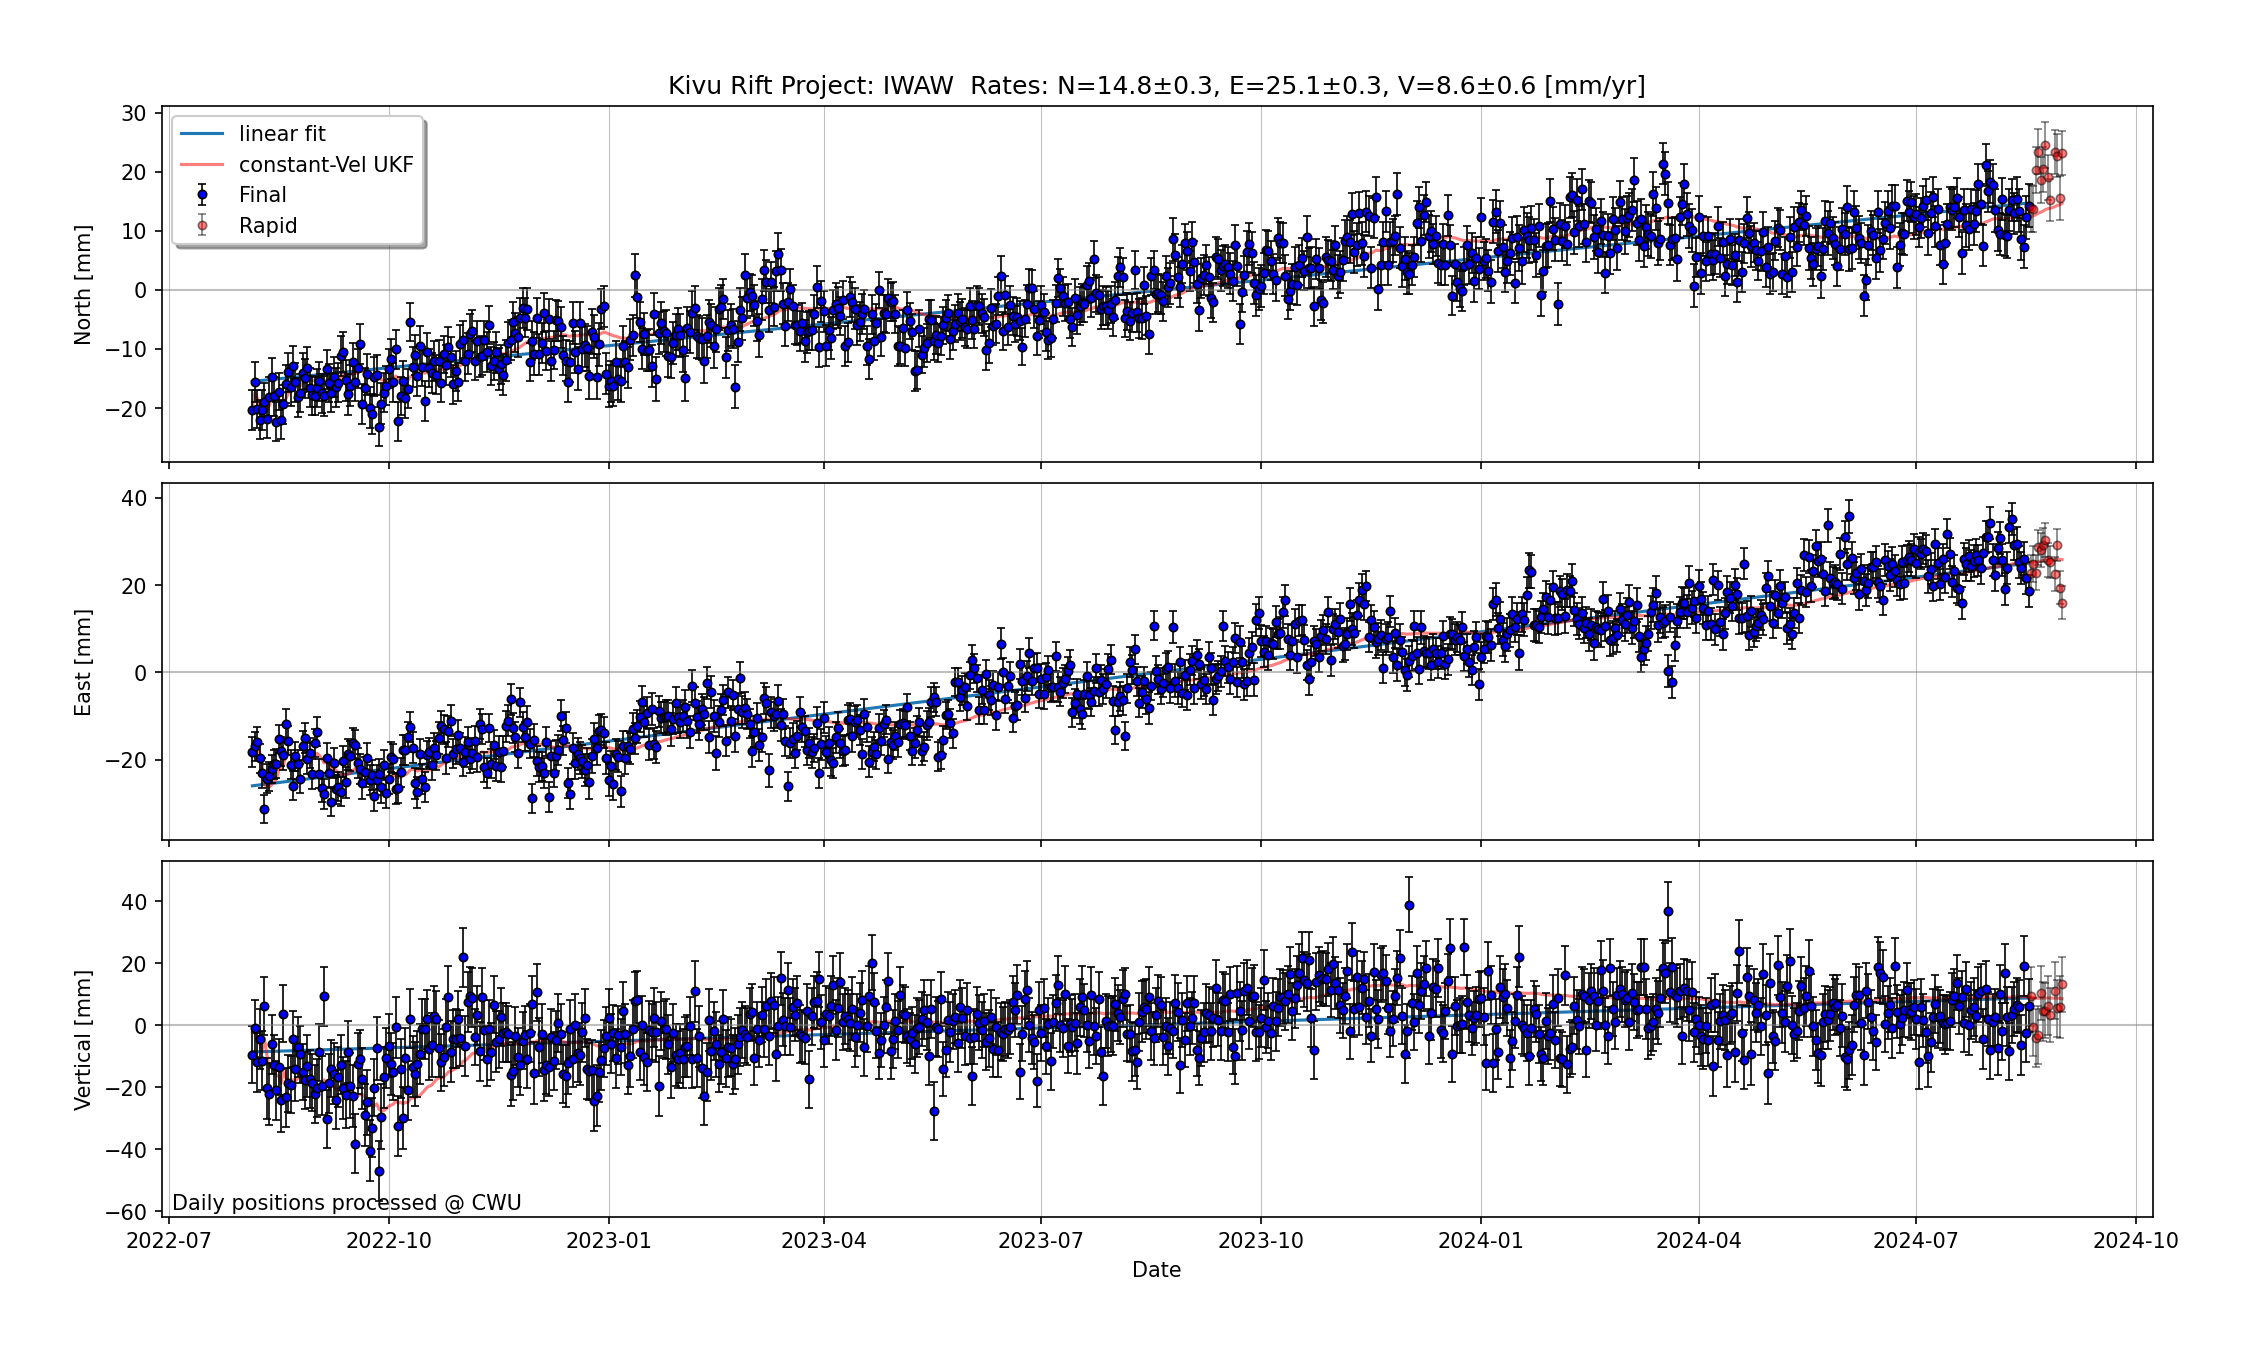 Kivu Rift Project: IWAW  Rates: N=14.8±0.3, E=25.1±0.3, V=8.6±0.6 [mm/yr]
30
20
10
0
−10
−20
North [mm]
linear fit
constant-Vel UKF
Final
Rapid
40
20
0
−20
East [mm]
40
20
0
−20
−40
−60
Vertical [mm]
Daily positions processed @ CWU
2022-07
2022-10
2023-01
2023-04
2023-07
2023-10
2024-01
2024-04
2024-07
2024-10
Date